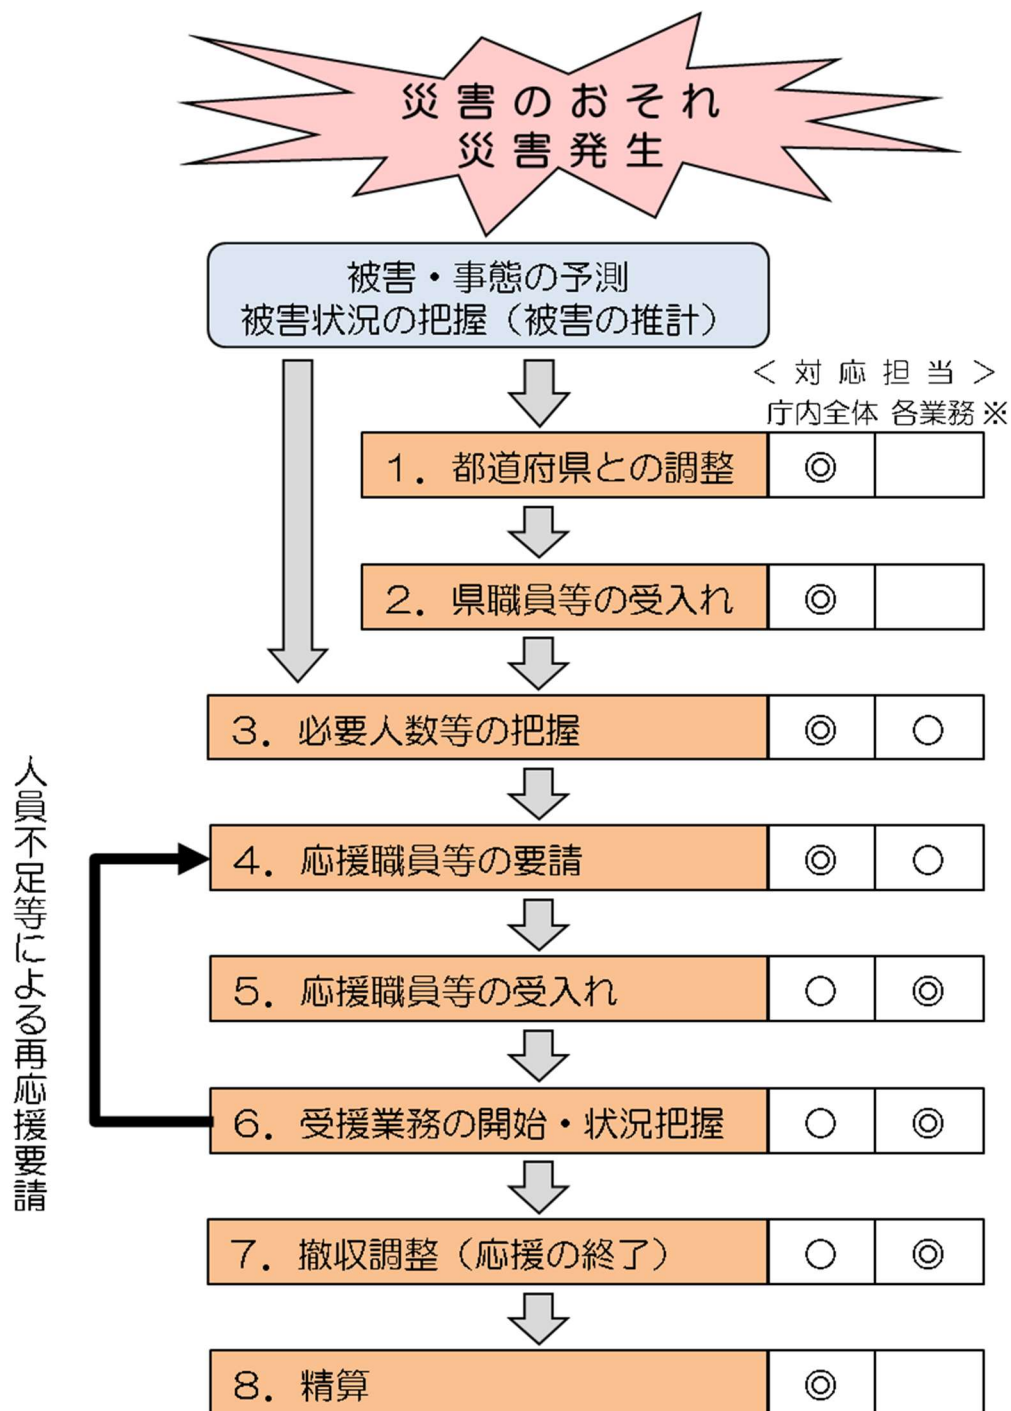 災害のおそれ
災害発生
被害・事態の予測
被害状況の把握（被害の推計）
＜対応担当＞
庁内全体 各業務※
１．都道府県との調整 ◎
２．県職員等の受入れ ◎
３．必要人数等の把握 ◎ ○
４．応援職員等の要請 ◎ ○
５．応援職員等の受入れ ○ ◎
６．受援業務の開始・状況把握 ○ ◎
７．撤収調整（応援の終了） ○ ◎
８．精算 ◎
人員不足等による再応援要請